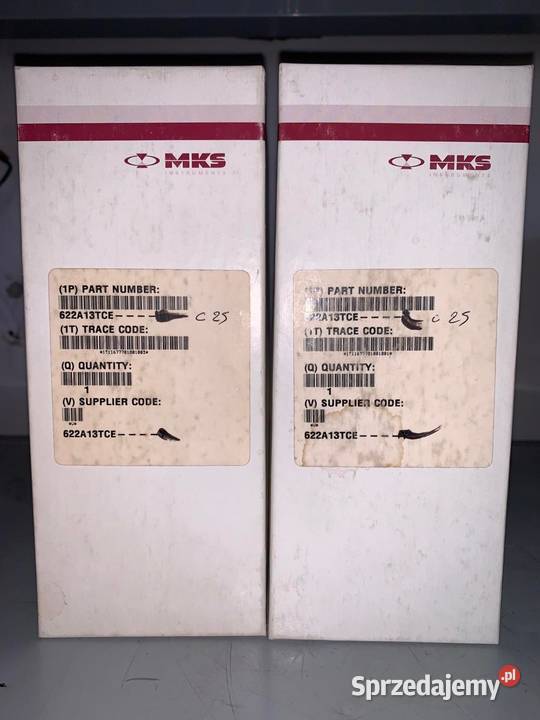 MKS
INSTRUMENTS
(1P) PART NUMBER:
622A13TCE----- C 25
(1T) TRACE CODE:
(Q) QUANTITY:
1
(V) SUPPLIER CODE:
622A13TCE-----
MKS
INSTRUMENTS
(1P) PART NUMBER:
622A13TCE----- C 25
(1T) TRACE CODE:
(Q) QUANTITY:
1
(V) SUPPLIER CODE:
622A13TCE-----
Sprzedajemy.pl